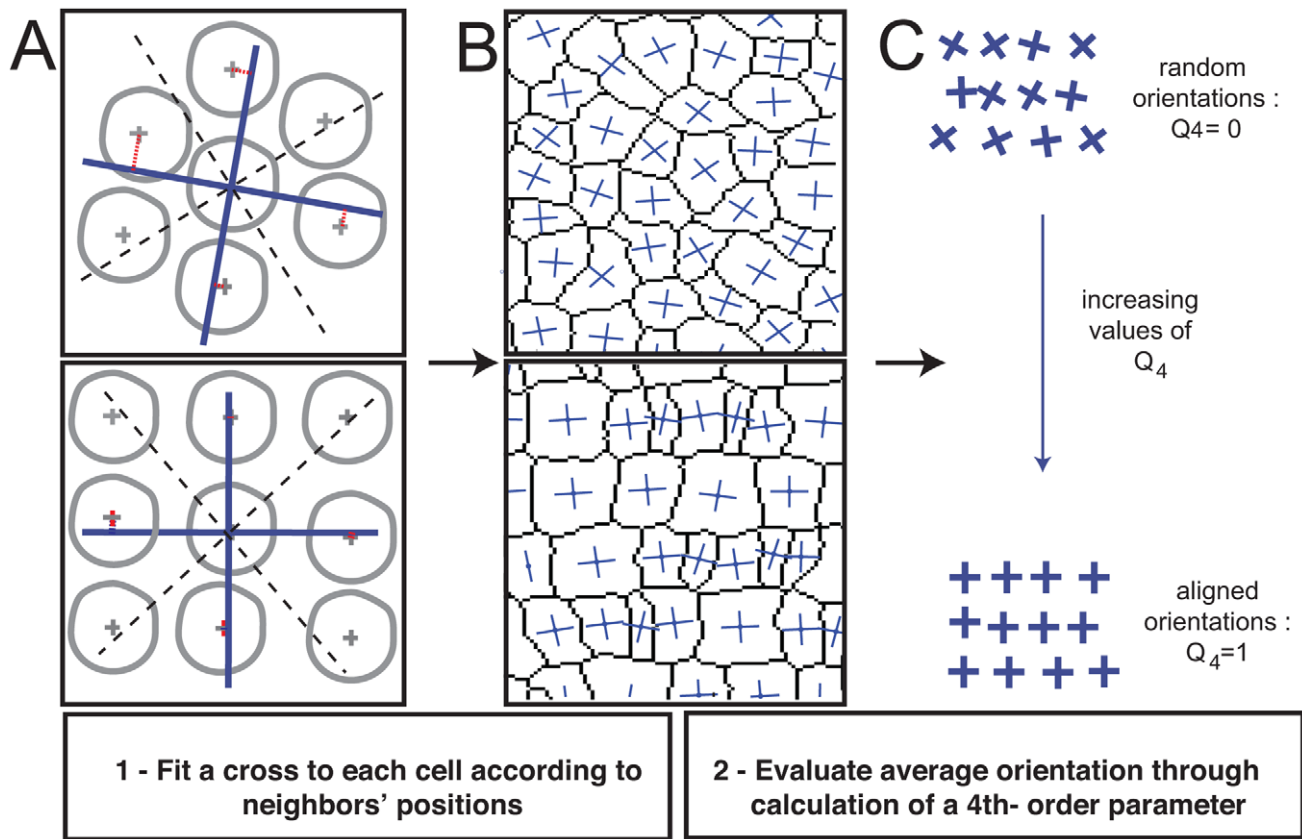 A
B
C
random
orientations :
Q4= 0
increasing
values of
Q4
aligned
orientations :
Q4=1
1 - Fit a cross to each cell according to
neighbors' positions
2 - Evaluate average orientation through
calculation of a 4th- order parameter